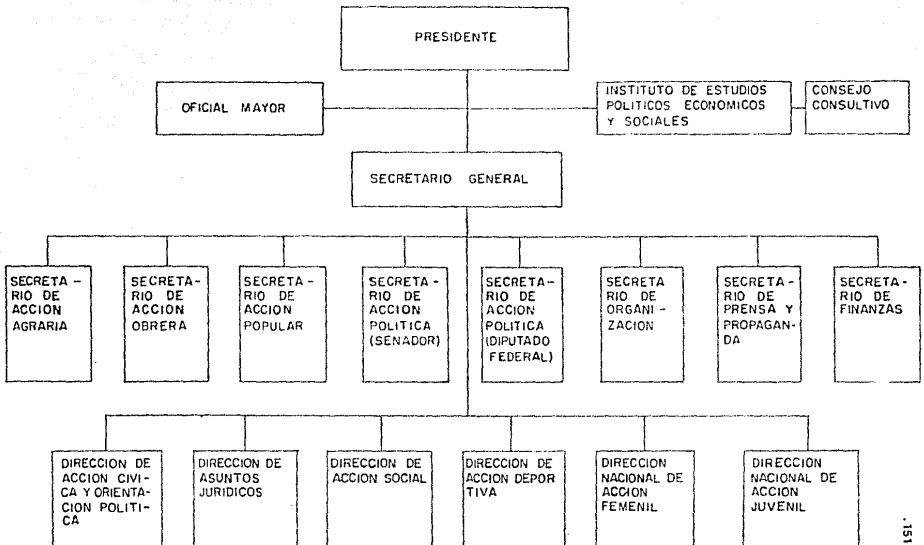 PRESIDENTE
OFICIAL MAYOR
INSTITUTO DE ESTUDIOS
POLITICOS ECONOMICOS
Y SOCIALES
CONSEJO
CONSULTIVO
SECRETARIO GENERAL
SECRETA-
RIO DE
ACCION
AGRARIA
SECRETA-
RIO DE
ACCION
OBRERA
SECRETA-
RIO DE
ACCION
POPULAR
SECRETA-
RIO DE
ACCION
POLITICA
(SENADOR)
SECRETA-
RIO DE
ACCION
POLITICA
(DIPUTADO
FEDERAL)
SECRETA
RIO DE
ORGANI-
ZACION
SECRETA-
RIO DE
PRENSA Y
PROPAGAN-
DA
SECRETA-
RIO DE
FINANZAS
DIRECCION DE
ACCION CIVI-
CA Y ORIENTA-
CION POLITI-
CA
DIRECCION DE
ASUNTOS
JURIDICOS
DIRECCION DE
ACCION SOCIAL
DIRECCION DE
ACCION DEPOR
TIVA
DIRECCION
NACIONAL DE
ACCION
FEMENIL
DIRECCION
NACIONAL DE
ACCION
JUVENIL
.151